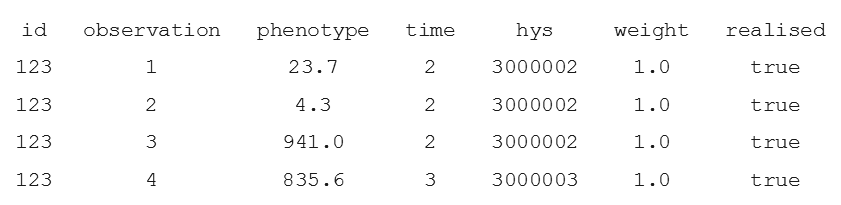 id observation phenotype time hys weight realised
123 1 23.7 2 3000002 1.0 true
123 2 4.3 2 3000002 1.0 true
123 3 941.0 2 3000002 1.0 true
123 4 835.6 3 3000003 1.0 true